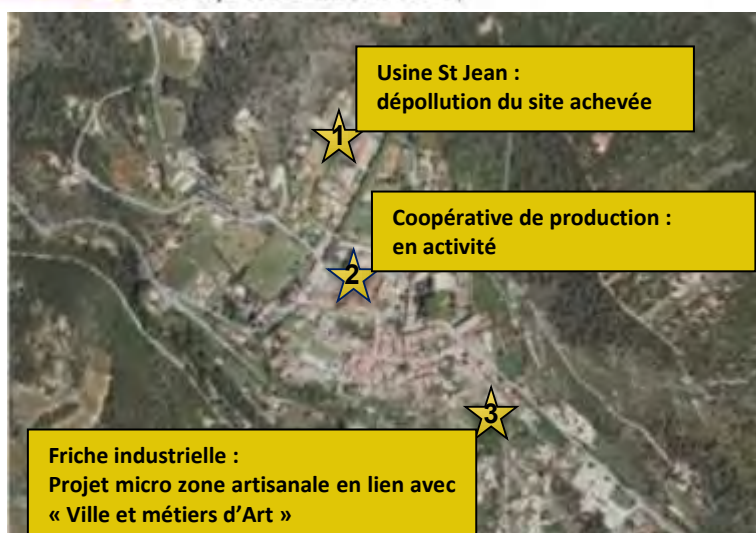 Usine St Jean :
dépollution du site achevée
1
Coopérative de production :
en activité
2
3
Friche industrielle :
Projet micro zone artisanale en lien avec
« Ville et métiers d'Art »